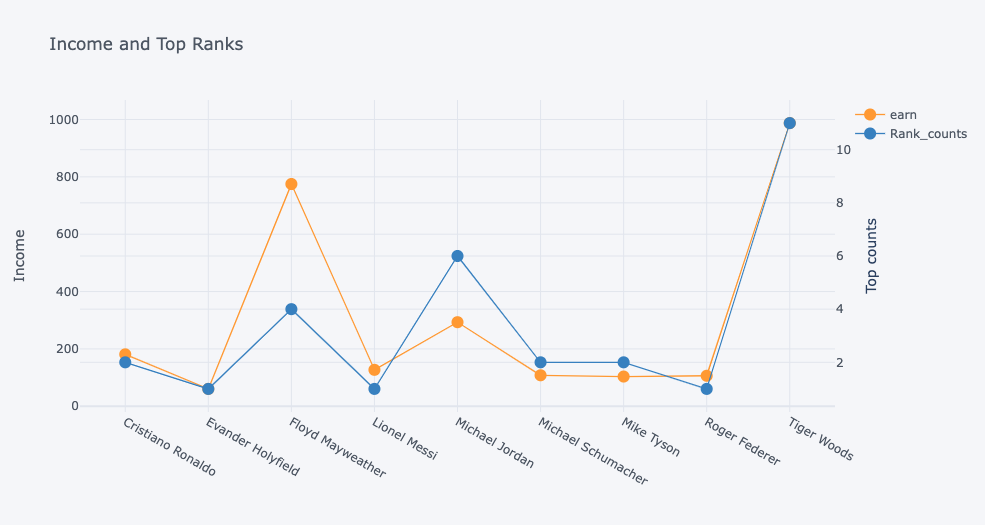 Income and Top Ranks
earn
Rank_counts
1000
800
600
400
200
0
Income
10
8
6
4
2
Top counts
Cristiano Ronaldo
Evander Holyfield
Floyd Mayweather
Lionel Messi
Michael Jordan
Michael Schumacher
Mike Tyson
Roger Federer
Tiger Woods